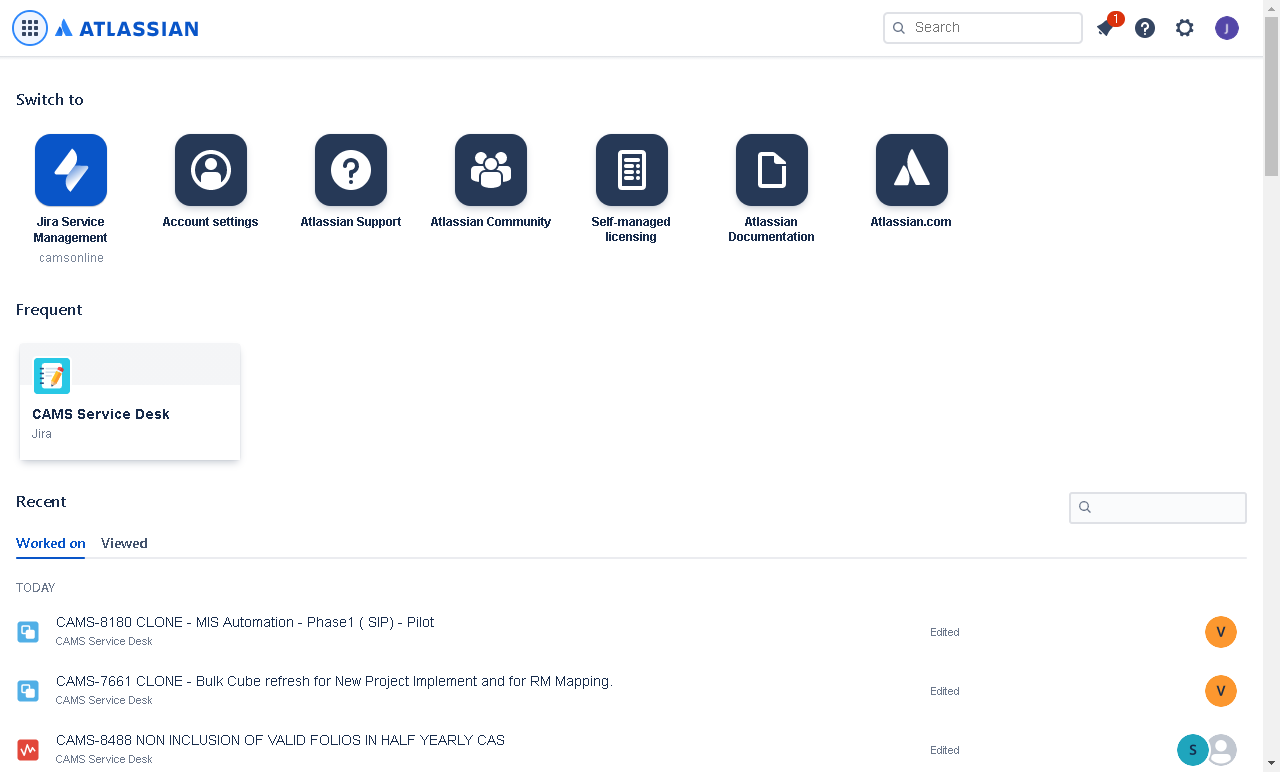 ATLASSIAN
Search
1
J
Switch to
Jira Service Management
camsonline
Account settings
Atlassian Support
Atlassian Community
Self-managed licensing
Atlassian Documentation
Atlassian.com
Frequent
CAMS Service Desk
Jira
Recent
Worked on
Viewed
TODAY
CAMS-8180 CLONE - MIS Automation - Phase1 ( SIP) - Pilot
CAMS Service Desk
Edited
V
CAMS-7661 CLONE - Bulk Cube refresh for New Project Implement and for RM Mapping.
CAMS Service Desk
Edited
V
CAMS-8488 NON INCLUSION OF VALID FOLIOS IN HALF YEARLY CAS
CAMS Service Desk
Edited
S